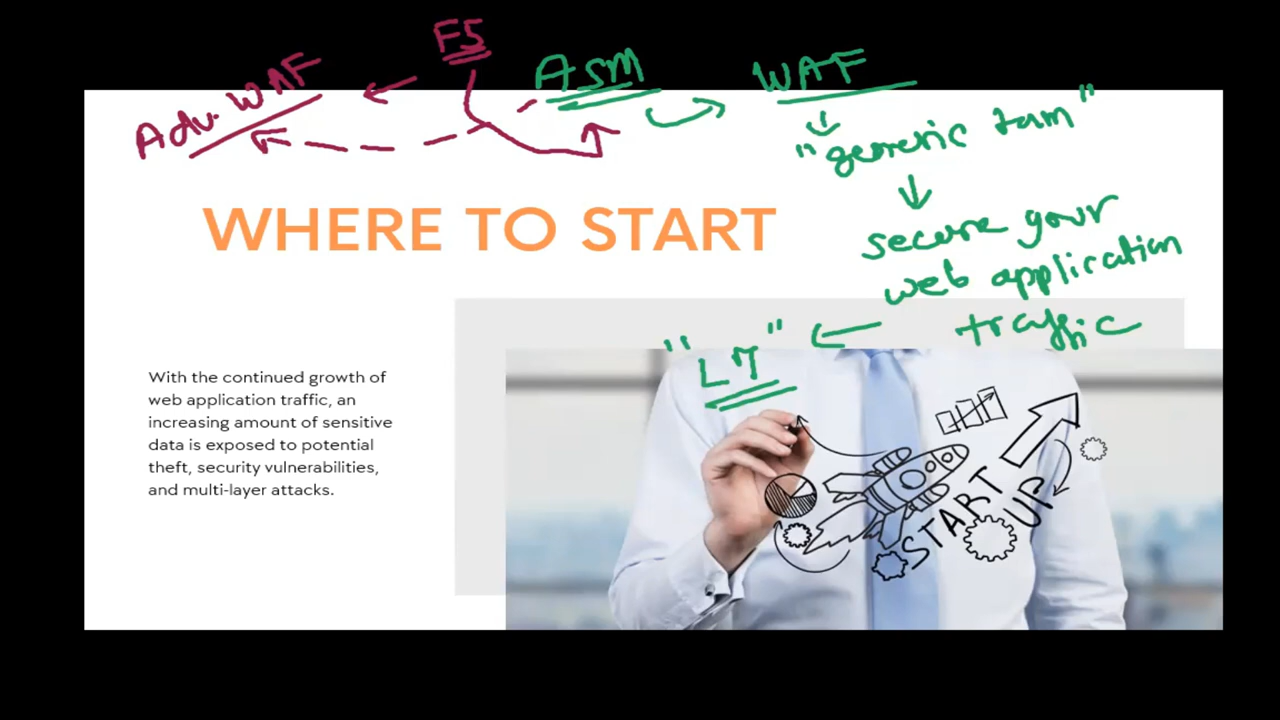 F5
ASM
WAF
Adv. WAF
"generic term"
secure your
web application
traffic
"L7"
WHERE TO START
With the continued growth of
web application traffic, an
increasing amount of sensitive
data is exposed to potential
theft, security vulnerabilities,
and multi-layer attacks.
START
UP